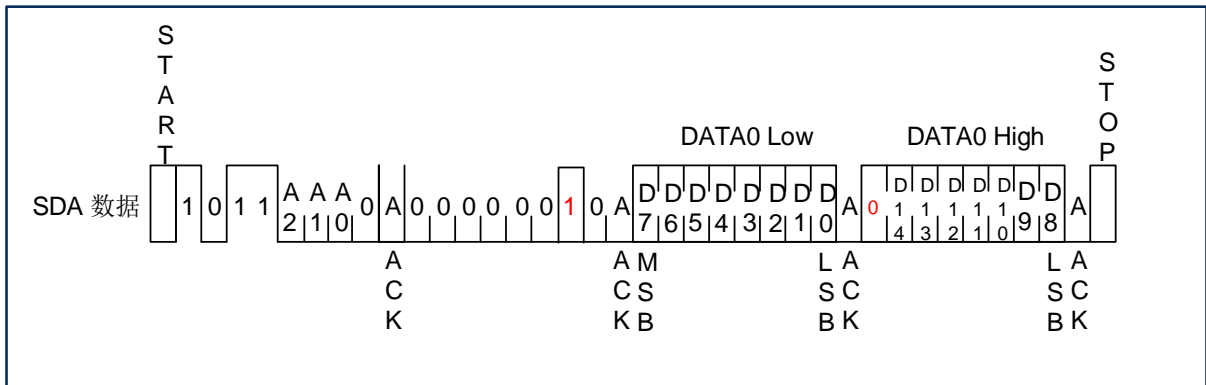 START
STOP
DATA0 Low DATA0 High
SDA 数据 1 0 1 1 A2 A1 A0 0 A 0 0 0 0 0 0 1 0 A D7 D6 D5 D4 D3 D2 D1 D0 A 0 D14 D13 D12 D11 D10 D9 D8 A
ACK ACK MSB LSB ACK LSB ACK